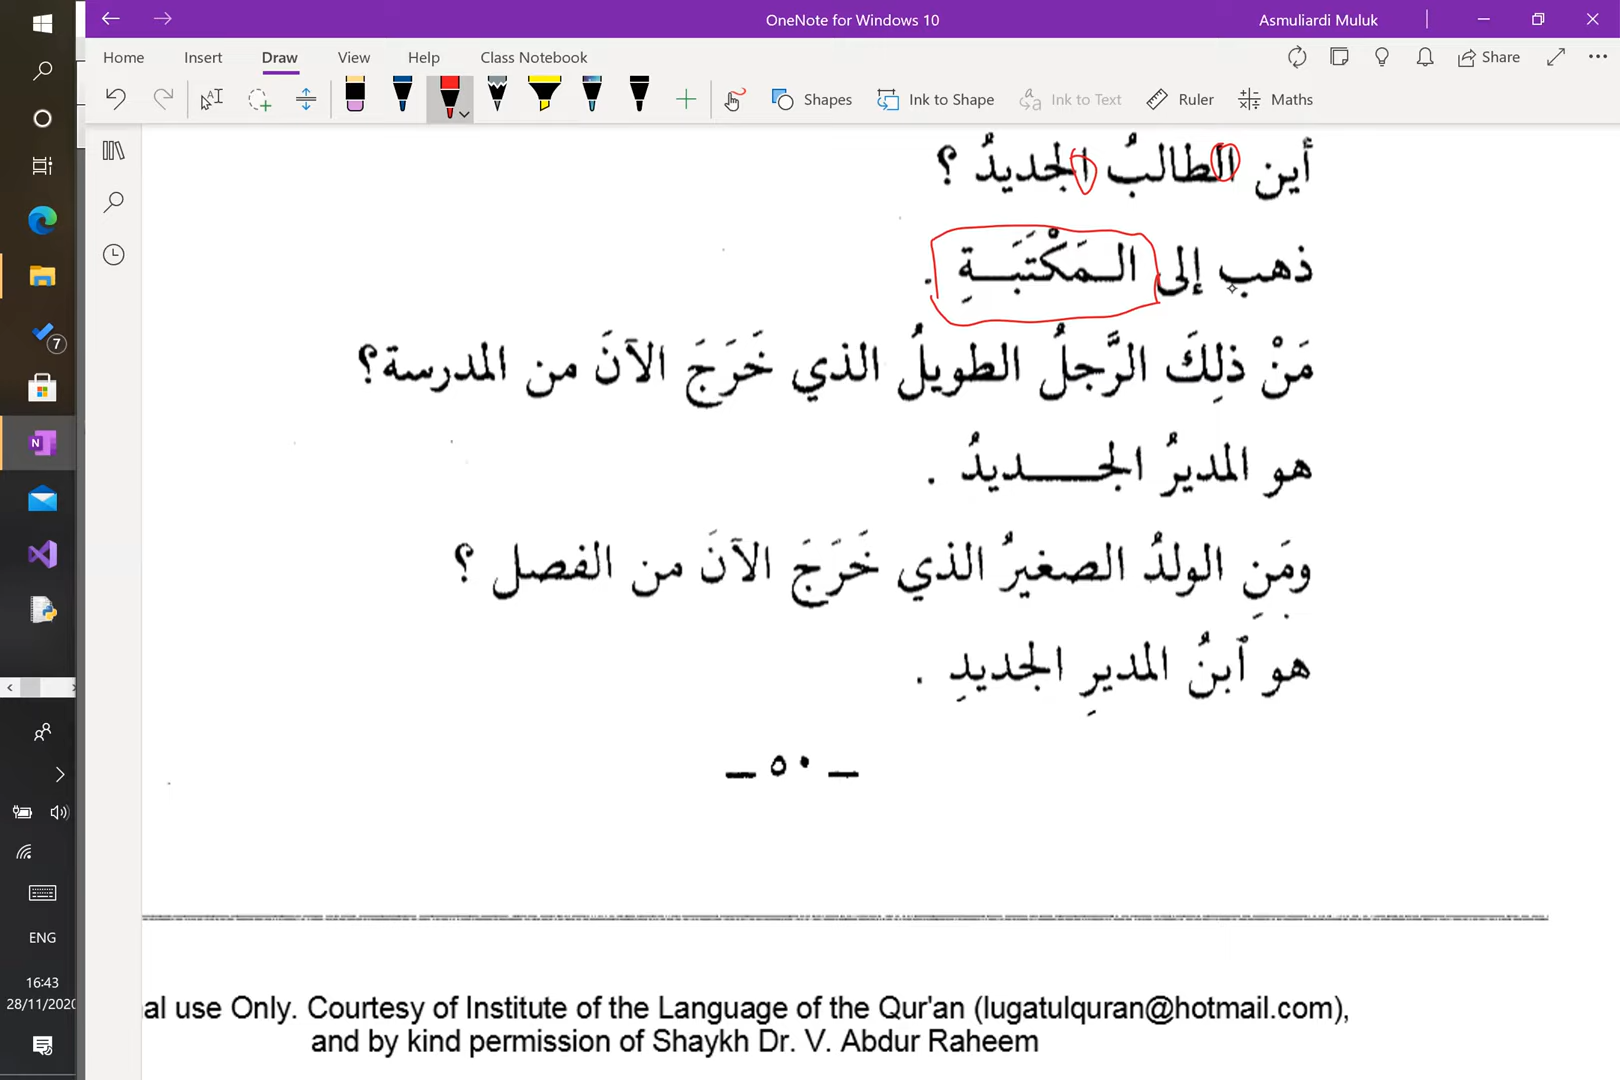 OneNote for Windows 10
Asmuliardi Muluk
Home Insert Draw View Help Class Notebook
Share
Shapes Ink to Shape Ink to Text Ruler Maths
أين الطالبُ الجديدُ ؟
ذهب إلى الـمَكْتَبَـةِ .
مَنْ ذلِكَ الرَّجلُ الطويلُ الذي خَرَجَ الآنَ من المدرسة؟
هو المديرُ الجـــديدُ .
ومَنِ الولدُ الصغيرُ الذي خَرَجَ الآنَ من الفصل ؟
هو ٱبنُ المديرِ الجديدِ .
– ٥٠ –
7
N
ENG
16:43
28/11/2020
al use Only. Courtesy of Institute of the Language of the Qur'an (lugatulquran@hotmail.com),
and by kind permission of Shaykh Dr. V. Abdur Raheem